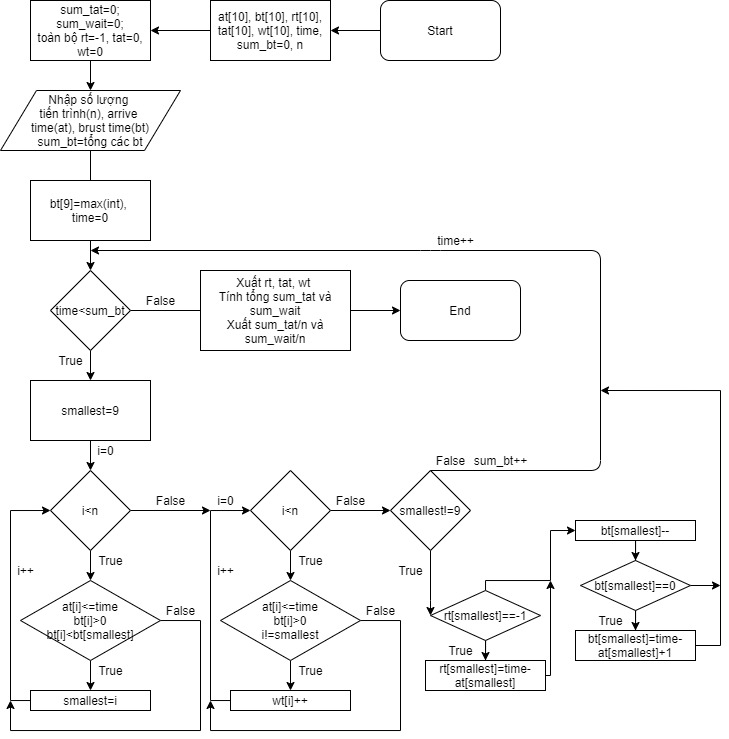 sum_tat=0;
sum_wait=0;
toàn bộ rt=-1, tat=0,
wt=0
at[10], bt[10], rt[10],
tat[10], wt[10], time,
sum_bt=0, n
Start
Nhập số lượng
tiến trình(n), arrive
time(at), brust time(bt)
sum_bt=tổng các bt
bt[9]=max(int),
time=0
time++
time<sum_bt
False
Xuất rt, tat, wt
Tính tổng sum_tat và
sum_wait
Xuất sum_tat/n và
sum_wait/n
End
True
smallest=9
i=0
i<n
False
i=0
i<n
False
smallest!=9
False
sum_bt++
True
i++
at[i]<=time
bt[i]>0
bt[i]<bt[smallest]
False
True
smallest=i
True
i++
at[i]<=time
bt[i]>0
i!=smallest
False
True
wt[i]++
True
rt[smallest]==-1
True
rt[smallest]=time-
at[smallest]
bt[smallest]--
bt[smallest]==0
True
bt[smallest]=time-
at[smallest]+1